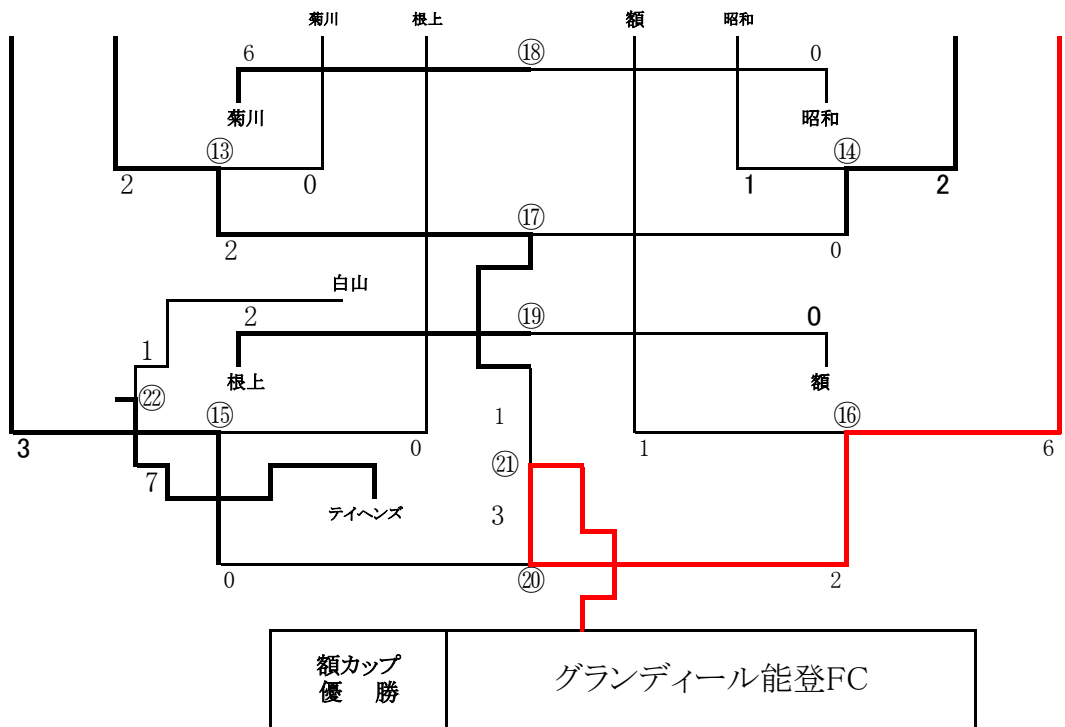 菊川 根上 額 昭和
6 ⑱ 0
菊川 昭和
⑬ ⑭
2 0 1 2
⑰
2 0
白山
2 ⑲ 0
1
根上 額
㉒
⑮ 1 ⑯
3 0 1 6
㉑
7
テイヘンズ 3
0 ⑳ 2
額カップ
優 勝
グランディール能登FC